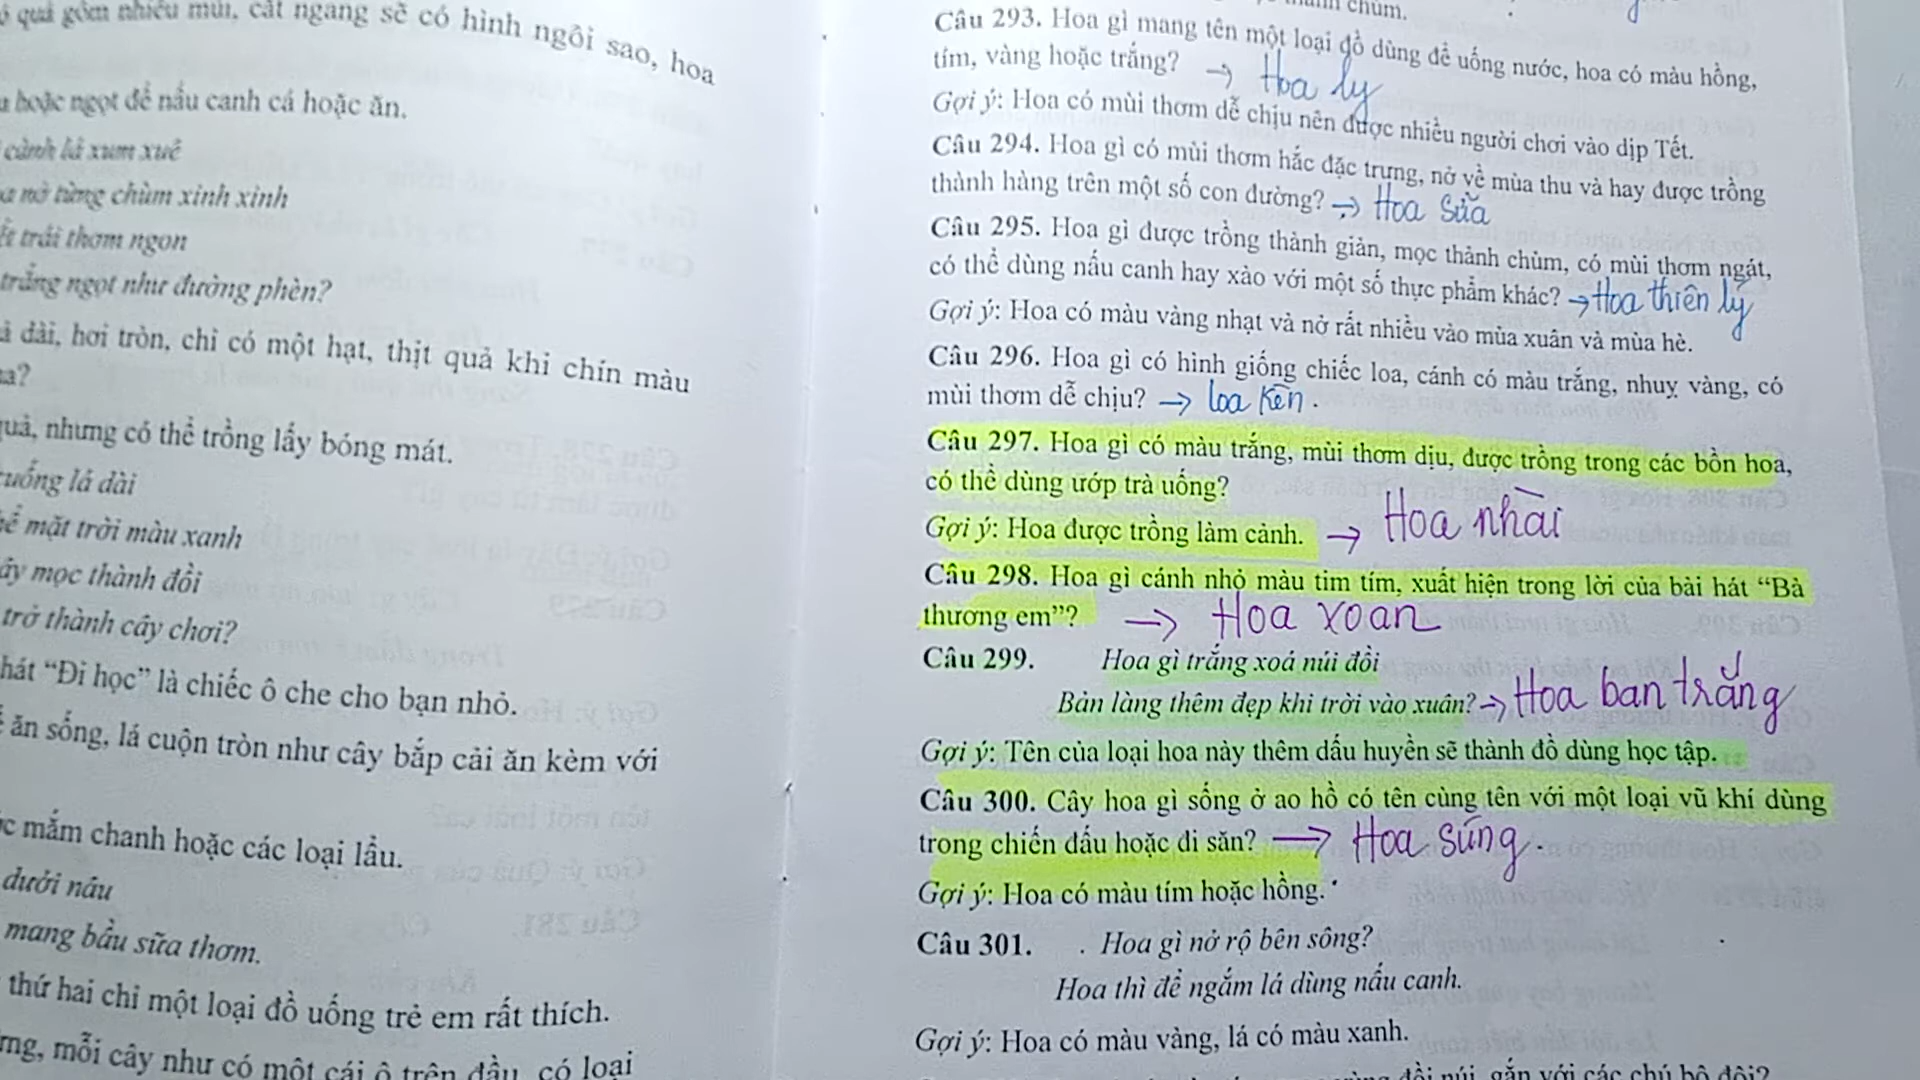 quả gồm nhiều múi, cắt ngang sẽ có hình ngôi sao, hoa
hoặc ngọt để nấu canh cá hoặc ăn.
cành lá xum xuê
nở từng chùm xinh xinh
trái thơm ngon
trắng ngọt như đường phèn?
dài, hơi tròn, chỉ có một hạt, thịt quả khi chín màu
quả, nhưng có thể trồng lấy bóng mát.
cuống lá dài
mặt trời màu xanh
mọc thành đồi
trở thành cây chơi?
hát “Đi học” là chiếc ô che cho bạn nhỏ.
ăn sống, lá cuộn tròn như cây bắp cải ăn kèm với
mắm chanh hoặc các loại lẩu.
dưới nâu
mang bầu sữa thơm.
thứ hai chỉ một loại đồ uống trẻ em rất thích.
mỗi cây như có một cái ô trên đầu, có loại
chùm.
Câu 293. Hoa gì mang tên một loại đồ dùng để uống nước, hoa có màu hồng,
tím, vàng hoặc trắng? → Hoa ly
Gợi ý: Hoa có mùi thơm dễ chịu nên được nhiều người chơi vào dịp Tết.
Câu 294. Hoa gì có mùi thơm hắc đặc trưng, nở về mùa thu và hay được trồng
thành hàng trên một số con đường? → Hoa sữa
Câu 295. Hoa gì được trồng thành giàn, mọc thành chùm, có mùi thơm ngát,
có thể dùng nấu canh hay xào với một số thực phẩm khác? → Hoa thiên lý
Gợi ý: Hoa có màu vàng nhạt và nở rất nhiều vào mùa xuân và mùa hè.
Câu 296. Hoa gì có hình giống chiếc loa, cánh có màu trắng, nhuỵ vàng, có
mùi thơm dễ chịu? → loa kèn.
Câu 297. Hoa gì có màu trắng, mùi thơm dịu, được trồng trong các bồn hoa,
có thể dùng ướp trà uống?
Gợi ý: Hoa được trồng làm cảnh. → Hoa nhài
Câu 298. Hoa gì cánh nhỏ màu tim tím, xuất hiện trong lời của bài hát “Bà
thương em”? → Hoa xoan
Câu 299. Hoa gì trắng xoá núi đồi
Bản làng thêm đẹp khi trời vào xuân? → Hoa ban trắng
Gợi ý: Tên của loại hoa này thêm dấu huyền sẽ thành đồ dùng học tập.
Câu 300. Cây hoa gì sống ở ao hồ có tên cùng tên với một loại vũ khí dùng
trong chiến đấu hoặc đi săn? → Hoa súng.
Gợi ý: Hoa có màu tím hoặc hồng.
Câu 301. Hoa gì nở rộ bên sông?
Hoa thì để ngắm lá dùng nấu canh.
Gợi ý: Hoa có màu vàng, lá có màu xanh.
đồi núi, gắn với các chú bộ đội?